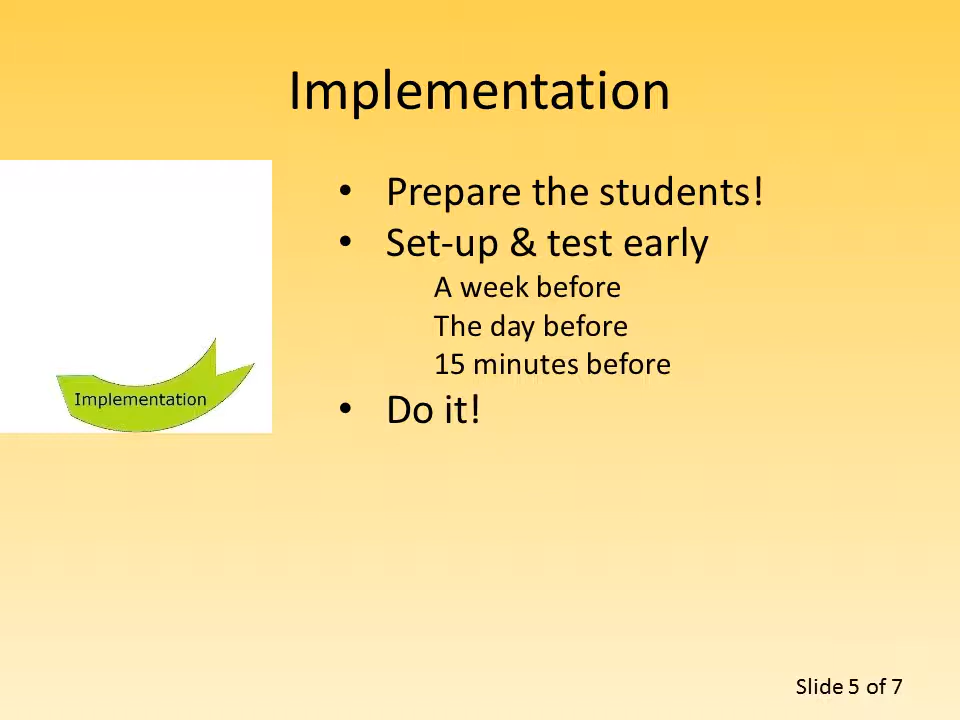 Implementation
• Prepare the students!
• Set-up & test early
A week before
The day before
15 minutes before
• Do it!
Implementation
Slide 5 of 7